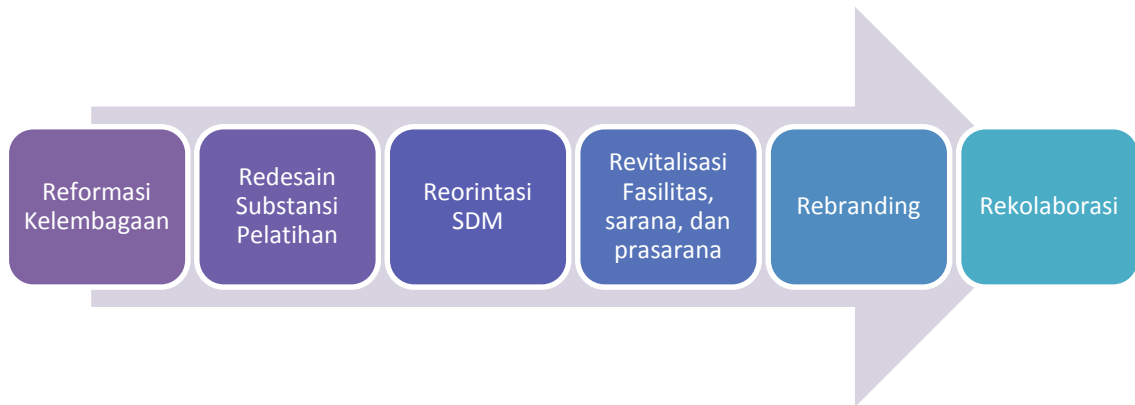 Reformasi
Kelembagaan
Redesain
Substansi
Pelatihan
Reorintasi
SDM
Revitalisasi
Fasilitas,
sarana, dan
prasarana
Rebranding
Rekolaborasi